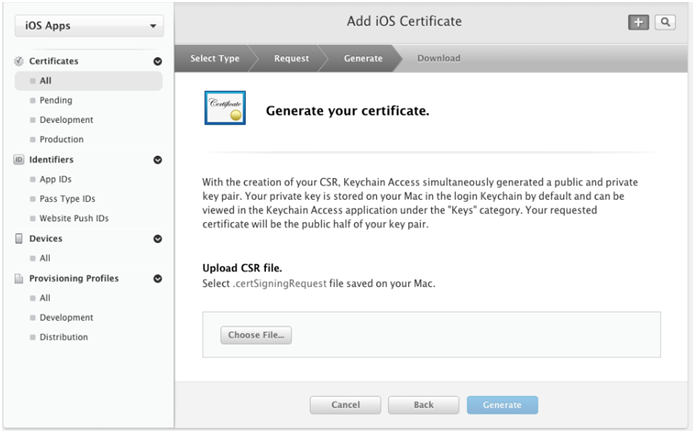 iOS Apps
Add iOS Certificate
Certificates
All
Pending
Development
Production
Identifiers
App IDs
Pass Type IDs
Website Push IDs
Devices
All
Provisioning Profiles
All
Development
Distribution
Select Type
Request
Generate
Download
Certificate
Generate your certificate.
With the creation of your CSR, Keychain Access simultaneously generated a public and private
key pair. Your private key is stored on your Mac in the login Keychain by default and can be
viewed in the Keychain Access application under the "Keys" category. Your requested
certificate will be the public half of your key pair.
Upload CSR file.
Select .certSigningRequest file saved on your Mac.
Choose File...
Cancel
Back
Generate